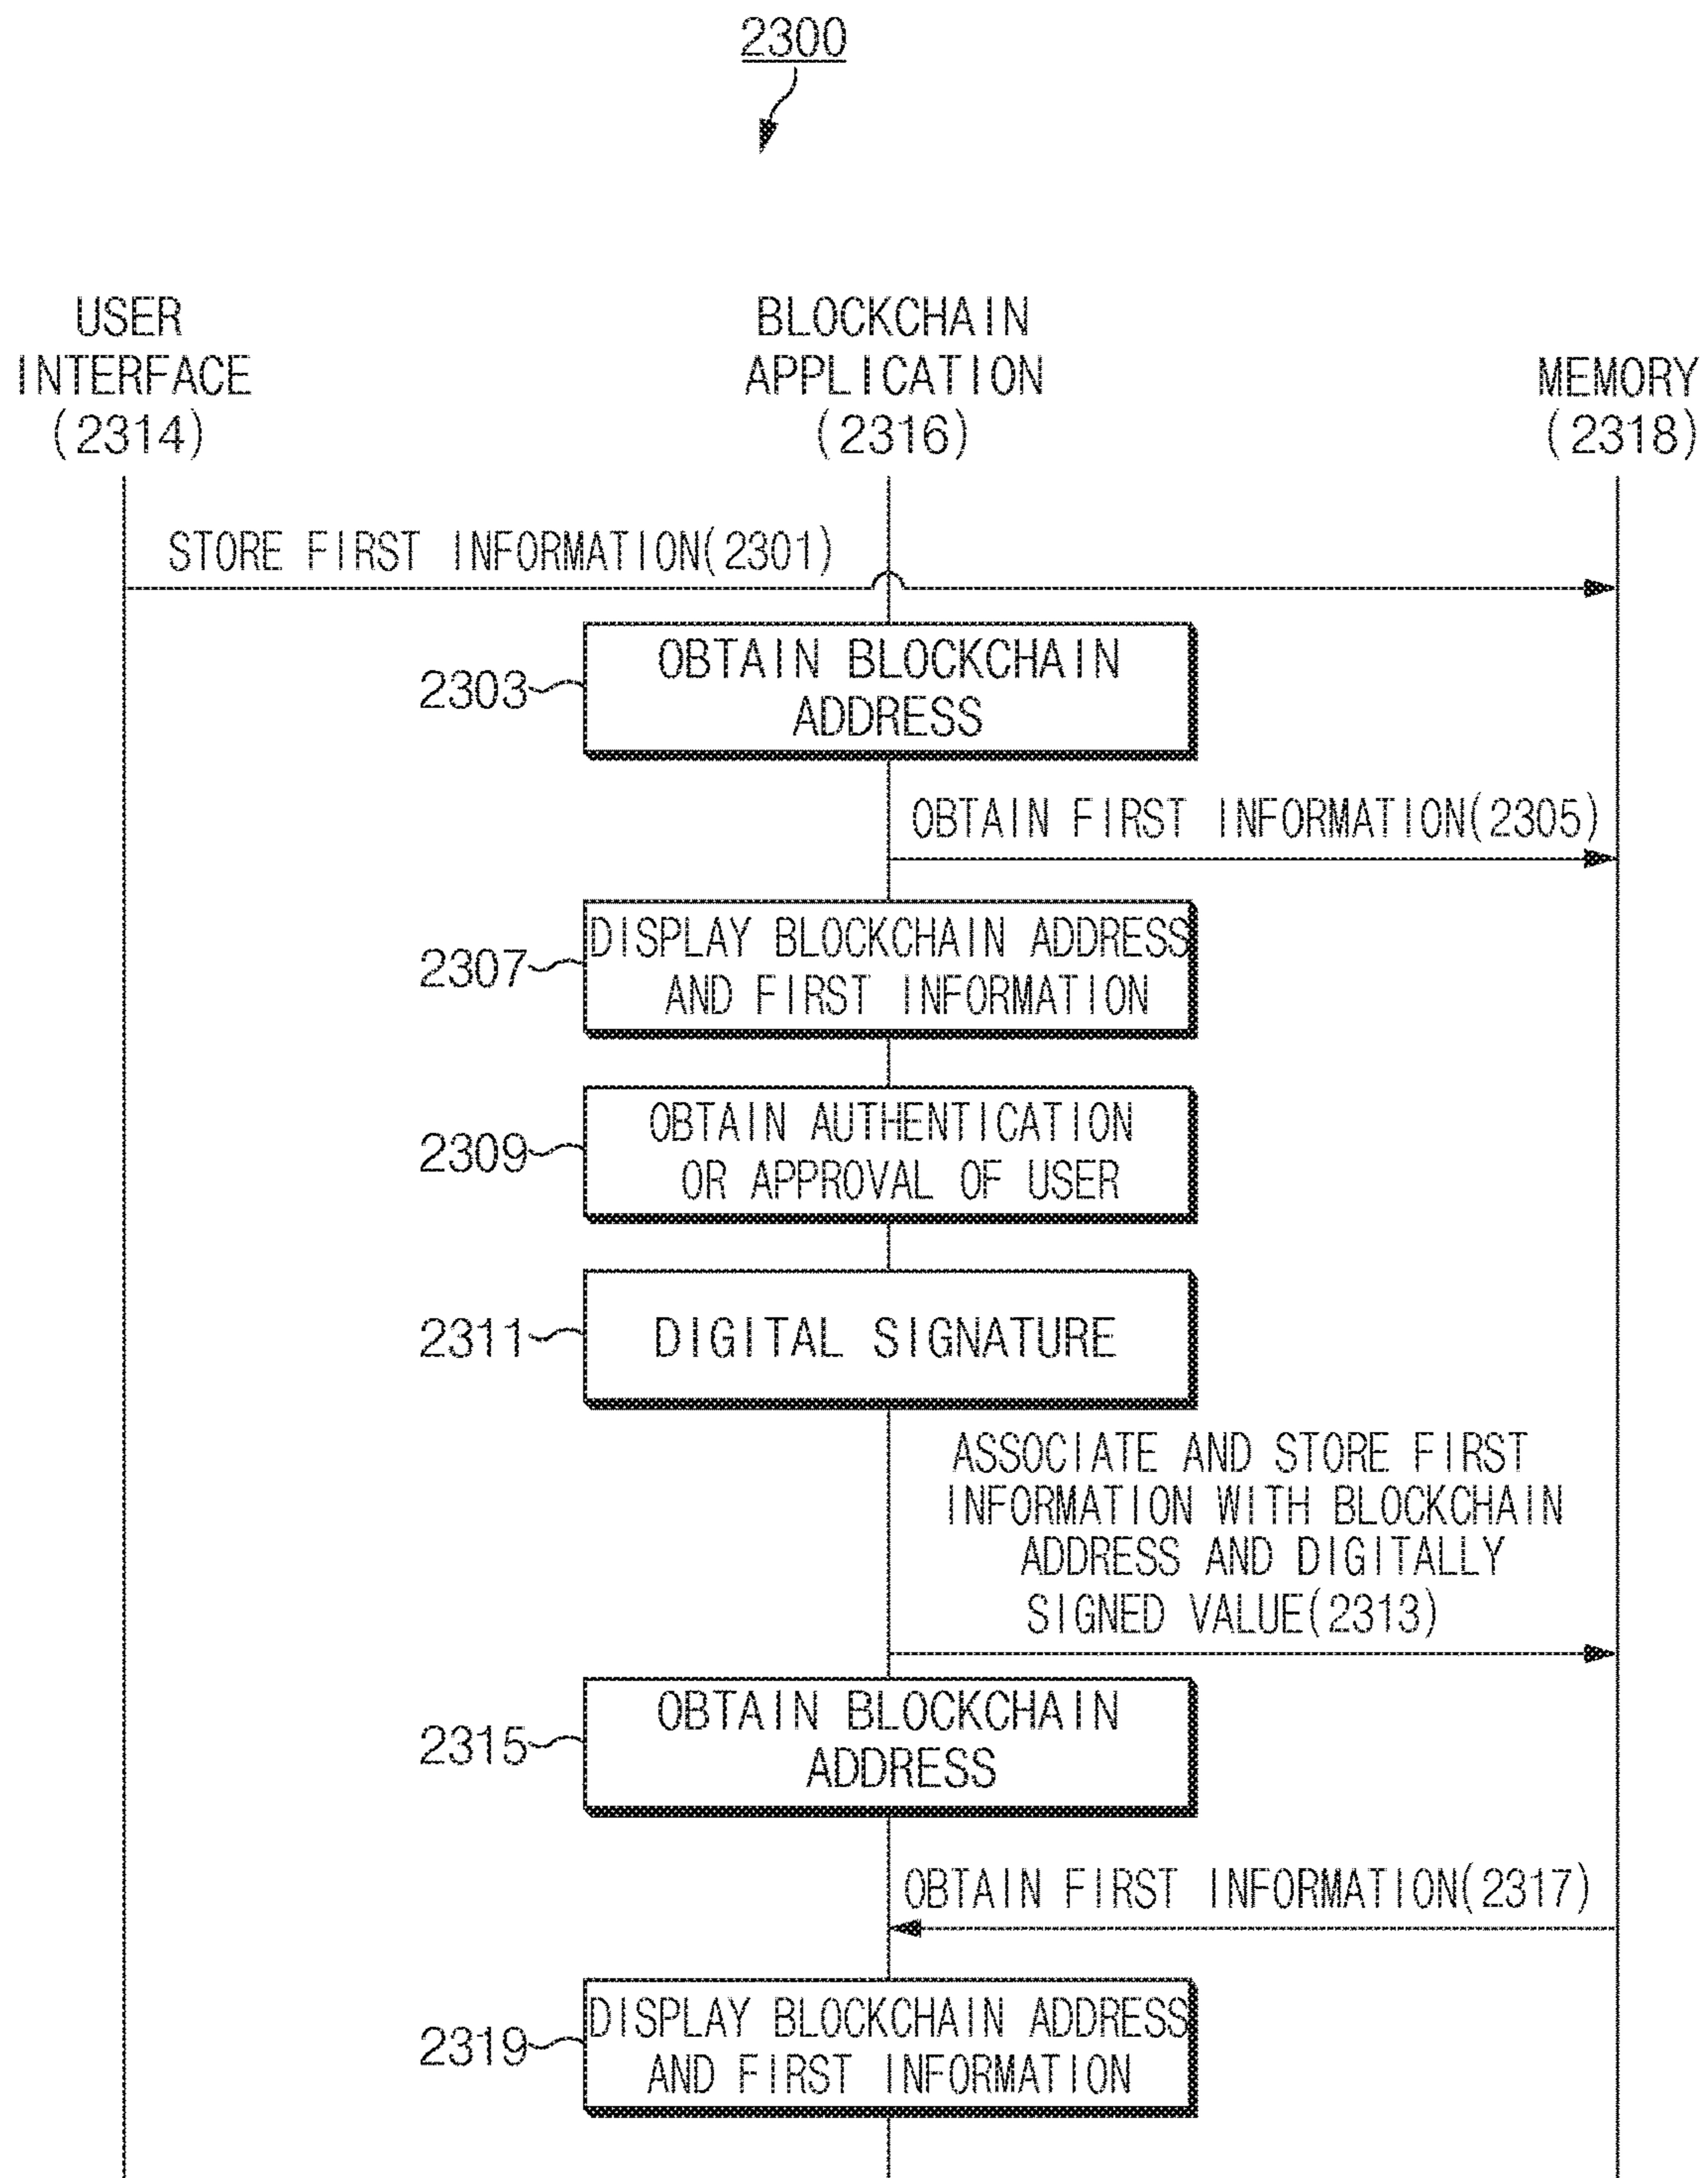 2300
USER
INTERFACE
(2314)
BLOCKCHAIN
APPLICATION
(2316)
MEMORY
(2318)
STORE FIRST INFORMATION(2301)
2303
OBTAIN BLOCKCHAIN
ADDRESS
OBTAIN FIRST INFORMATION(2305)
2307
DISPLAY BLOCKCHAIN ADDRESS
AND FIRST INFORMATION
2309
OBTAIN AUTHENTICATION
OR APPROVAL OF USER
2311
DIGITAL SIGNATURE
ASSOCIATE AND STORE FIRST
INFORMATION WITH BLOCKCHAIN
ADDRESS AND DIGITALLY
SIGNED VALUE(2313)
2315
OBTAIN BLOCKCHAIN
ADDRESS
OBTAIN FIRST INFORMATION(2317)
2319
DISPLAY BLOCKCHAIN ADDRESS
AND FIRST INFORMATION